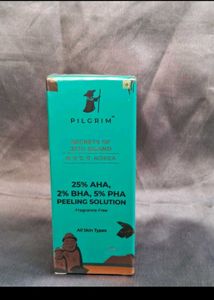 PILGRIM
SECRETS OF
JEJU ISLAND
KOREA
25% AHA,
2% BHA, 5% PHA
PEELING SOLUTION
Fragrance Free
All Skin Types